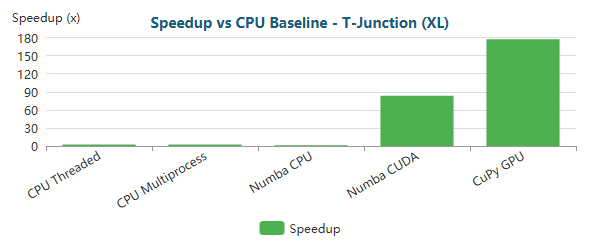 Speedup (x)
Speedup vs CPU Baseline - T-Junction (XL)
180
150
120
90
60
30
0
CPU Threaded
CPU Multiprocess
Numba CPU
Numba CUDA
CuPy GPU
Speedup